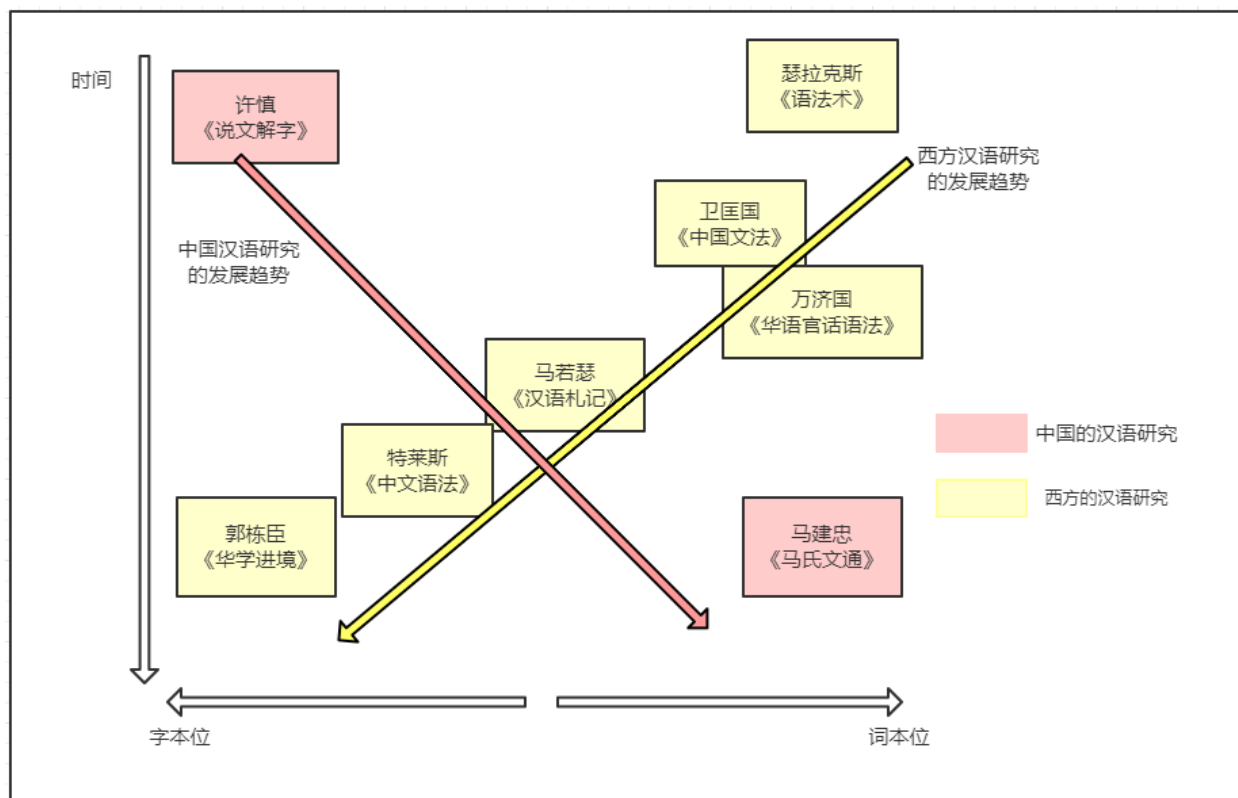 时间
许慎
《说文解字》
瑟拉克斯
《语法术》
西方汉语研究
的发展趋势
卫匡国
《中国文法》
中国汉语研究
的发展趋势
万济国
《华语官话语法》
马若瑟
《汉语札记》
特莱斯
《中文语法》
中国的汉语研究
西方的汉语研究
郭栋臣
《华学进境》
马建忠
《马氏文通》
字本位
词本位